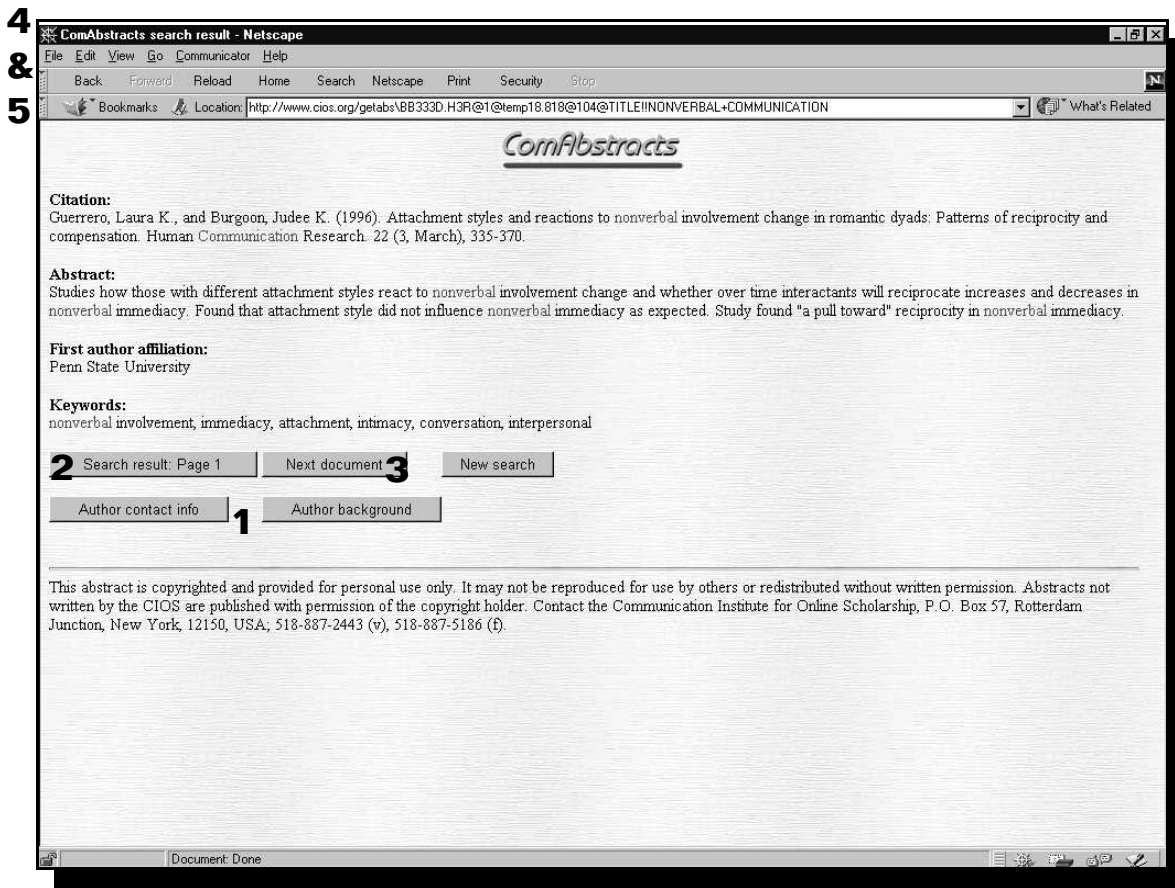 4
&
5
ComAbstracts search result - Netscape
File Edit View Go Communicator Help
Back Forward Reload Home Search Netscape Print Security Stop
N
Bookmarks Location: http://www.cios.org/getabs\BB333D.H3R@1@temp18.818@104@TITLE!!NONVERBAL+COMMUNICATION What's Related
ComAbstracts
Citation:
Guerrero, Laura K., and Burgoon, Judee K. (1996). Attachment styles and reactions to nonverbal involvement change in romantic dyads: Patterns of reciprocity and
compensation. Human Communication Research. 22 (3, March), 335-370.
Abstract:
Studies how those with different attachment styles react to nonverbal involvement change and whether over time interactants will reciprocate increases and decreases in
nonverbal immediacy. Found that attachment style did not influence nonverbal immediacy as expected. Study found "a pull toward" reciprocity in nonverbal immediacy.
First author affiliation:
Penn State University
Keywords:
nonverbal involvement, immediacy, attachment, intimacy, conversation, interpersonal
2 Search result: Page 1 Next document 3 New search
Author contact info 1 Author background
This abstract is copyrighted and provided for personal use only. It may not be reproduced for use by others or redistributed without written permission. Abstracts not
written by the CIOS are published with permission of the copyright holder. Contact the Communication Institute for Online Scholarship, P.O. Box 57, Rotterdam
Junction, New York, 12150, USA; 518-887-2443 (v), 518-887-5186 (f).
Document: Done